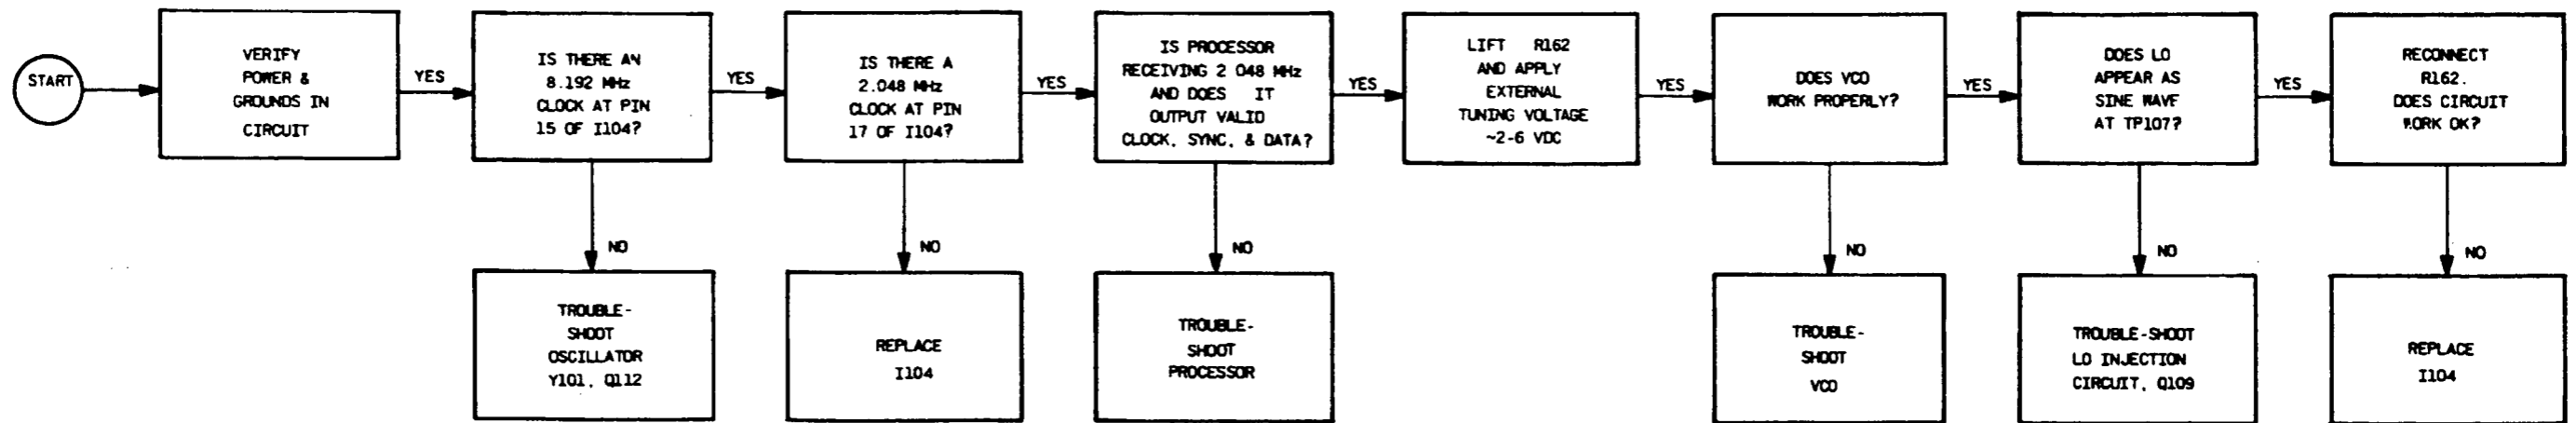 START
VERIFY
POWER &
GROUNDS IN
CIRCUIT
YES
IS THERE AN
8.192 MHz
CLOCK AT PIN
15 OF I104?
YES
IS THERE A
2.048 MHz
CLOCK AT PIN
17 OF I104?
YES
IS PROCESSOR
RECEIVING 2 048 MHz
AND DOES IT
OUTPUT VALID
CLOCK, SYNC, & DATA?
YES
LIFT R162
AND APPLY
EXTERNAL
TUNING VOLTAGE
~2-6 VDC
YES
DOES VCO
WORK PROPERLY?
YES
DOES LO
APPEAR AS
SINE WAVE
AT TP107?
YES
RECONNECT
R162.
DOES CIRCUIT
WORK OK?
NO
NO
NO
NO
NO
NO
TROUBLE-
SHOOT
OSCILLATOR
Y101, Q112
REPLACE
I104
TROUBLE-
SHOOT
PROCESSOR
TROUBLE-
SHOOT
VCO
TROUBLE-SHOOT
LO INJECTION
CIRCUIT, Q109
REPLACE
I104